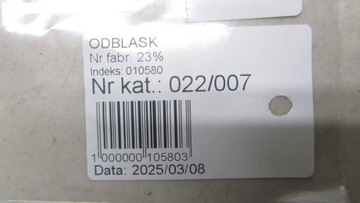 ODBLASK
Nr fabr. 23%
Indeks: 010580
Nr kat.: 022/007
1 000000 105803
Data: 2025/03/08